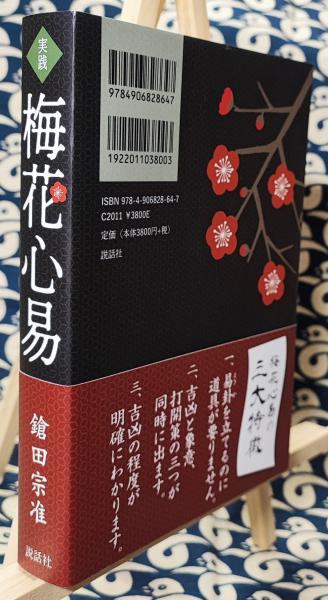 実践
梅花心易
鎗田宗准
説話社
9784906828647
1922011038003
ISBN 978-4-906828-64-7
C2011 ¥3800E
定価（本体3800円+税）
説話社
梅花心易の
三大特徴
一、易卦を立てるのに
道具が要りません。
二、吉凶と象意、
打開策の三つが
同時に出ます。
三、吉凶の程度が
明確にわかります。